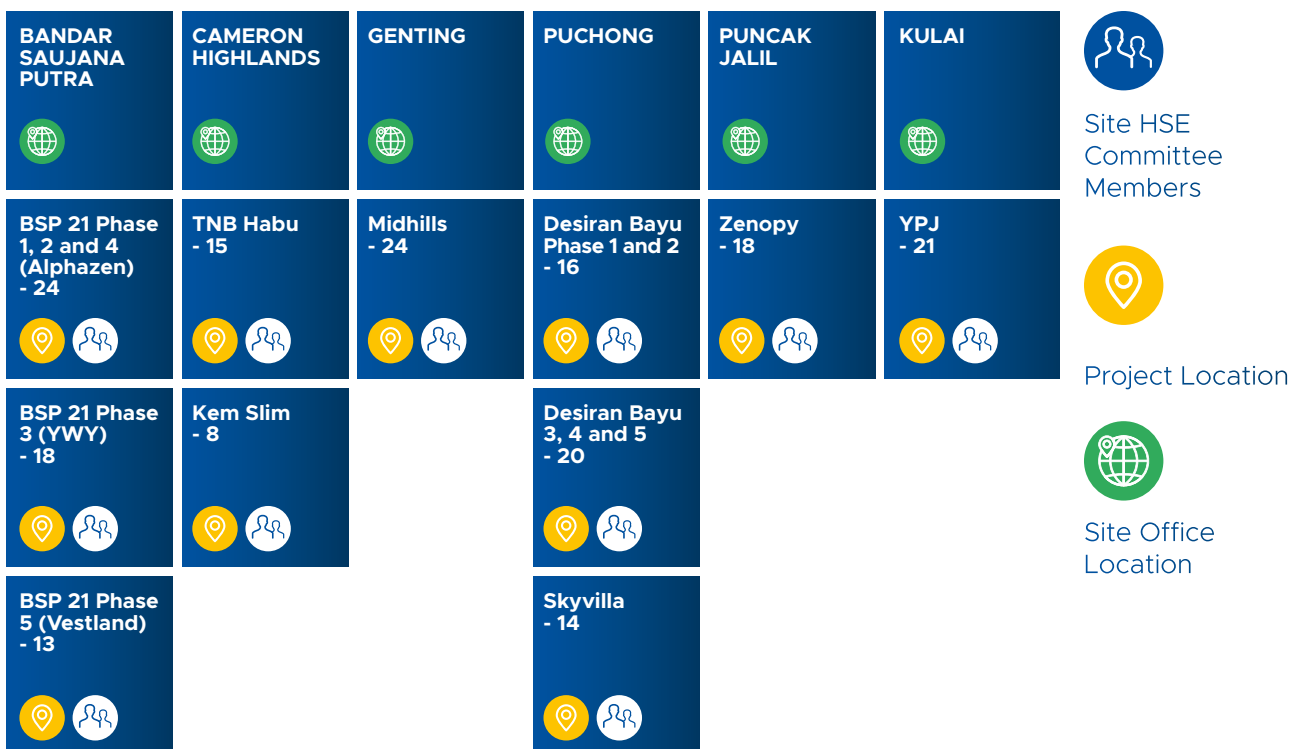 BANDAR
SAUJANA
PUTRA
CAMERON
HIGHLANDS
GENTING
PUCHONG
PUNCAK
JALIL
KULAI
BSP 21 Phase
1, 2 and 4
(Alphazen)
- 24
TNB Habu
- 15
Midhills
- 24
Desiran Bayu
Phase 1 and 2
- 16
Zenopy
- 18
YPJ
- 21
BSP 21 Phase
3 (YWY)
- 18
Kem Slim
- 8
Desiran Bayu
3, 4 and 5
- 20
BSP 21 Phase
5 (Vestland)
- 13
Skyvilla
- 14
Site HSE
Committee
Members
Project Location
Site Office
Location